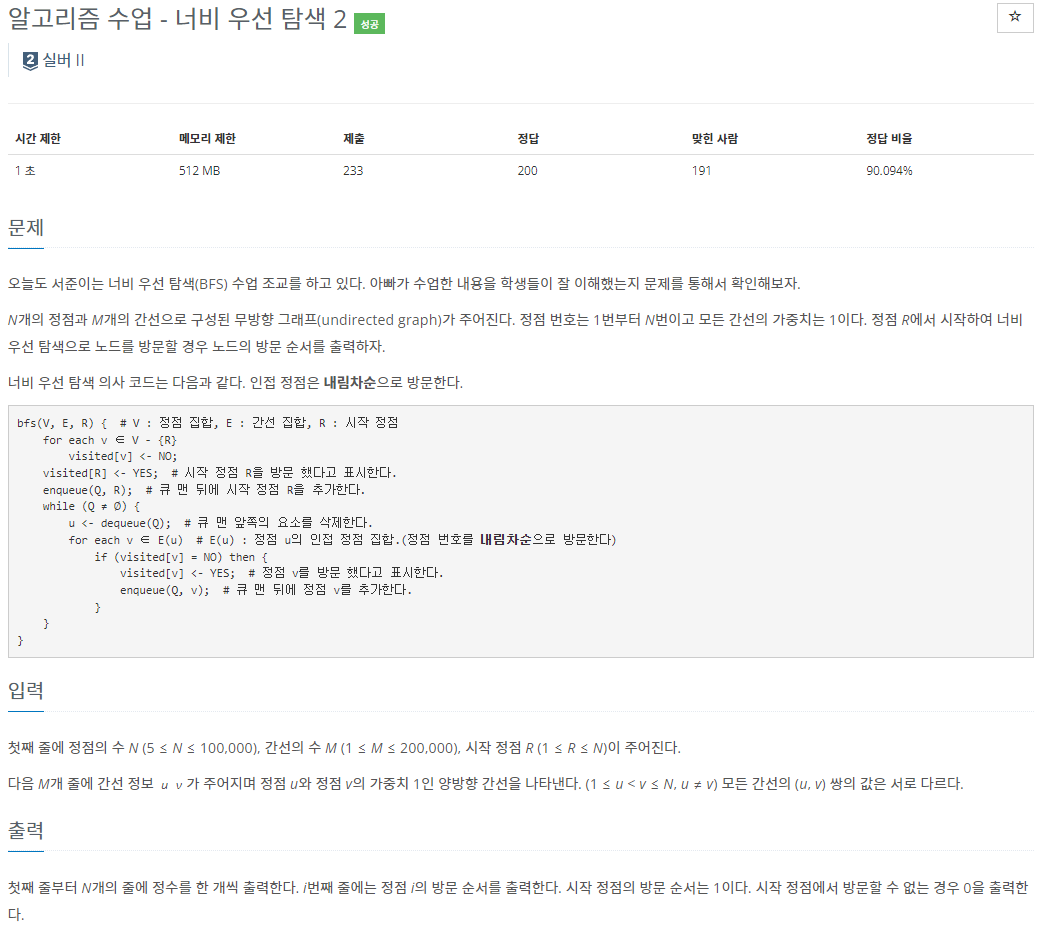 알고리즘 수업 - 너비 우선 탐색 2 성공
☆
2 실버 II
시간 제한 메모리 제한 제출 정답 맞힌 사람 정답 비율
1 초 512 MB 233 200 191 90.094%
문제
오늘도 서준이는 너비 우선 탐색(BFS) 수업 조교를 하고 있다. 아빠가 수업한 내용을 학생들이 잘 이해했는지 문제를 통해서 확인해보자.
N개의 정점과 M개의 간선으로 구성된 무방향 그래프(undirected graph)가 주어진다. 정점 번호는 1번부터 N번이고 모든 간선의 가중치는 1이다. 정점 R에서 시작하여 너비
우선 탐색으로 노드를 방문할 경우 노드의 방문 순서를 출력하자.
너비 우선 탐색 의사 코드는 다음과 같다. 인접 정점은 내림차순으로 방문한다.
bfs(V, E, R) {  # V : 정점 집합, E : 간선 집합, R : 시작 정점
    for each v ∈ V - {R}
        visited[v] <- NO;
    visited[R] <- YES;  # 시작 정점 R을 방문 했다고 표시한다.
    enqueue(Q, R);  # 큐 맨 뒤에 시작 정점 R을 추가한다.
    while (Q ≠ ∅) {
        u <- dequeue(Q);  # 큐 맨 앞쪽의 요소를 삭제한다.
        for each v ∈ E(u)  # E(u) : 정점 u의 인접 정점 집합.(정점 번호를 내림차순으로 방문한다)
            if (visited[v] = NO) then {
                visited[v] <- YES;  # 정점 v를 방문 했다고 표시한다.
                enqueue(Q, v);  # 큐 맨 뒤에 정점 v를 추가한다.
            }
    }
}
입력
첫째 줄에 정점의 수 N (5 ≤ N ≤ 100,000), 간선의 수 M (1 ≤ M ≤ 200,000), 시작 정점 R (1 ≤ R ≤ N)이 주어진다.
다음 M개 줄에 간선 정보 u v 가 주어지며 정점 u와 정점 v의 가중치 1인 양방향 간선을 나타낸다. (1 ≤ u < v ≤ N, u ≠ v) 모든 간선의 (u, v) 쌍의 값은 서로 다르다.
출력
첫째 줄부터 N개의 줄에 정수를 한 개씩 출력한다. i번째 줄에는 정점 i의 방문 순서를 출력한다. 시작 정점의 방문 순서는 1이다. 시작 정점에서 방문할 수 없는 경우 0을 출력한
다.